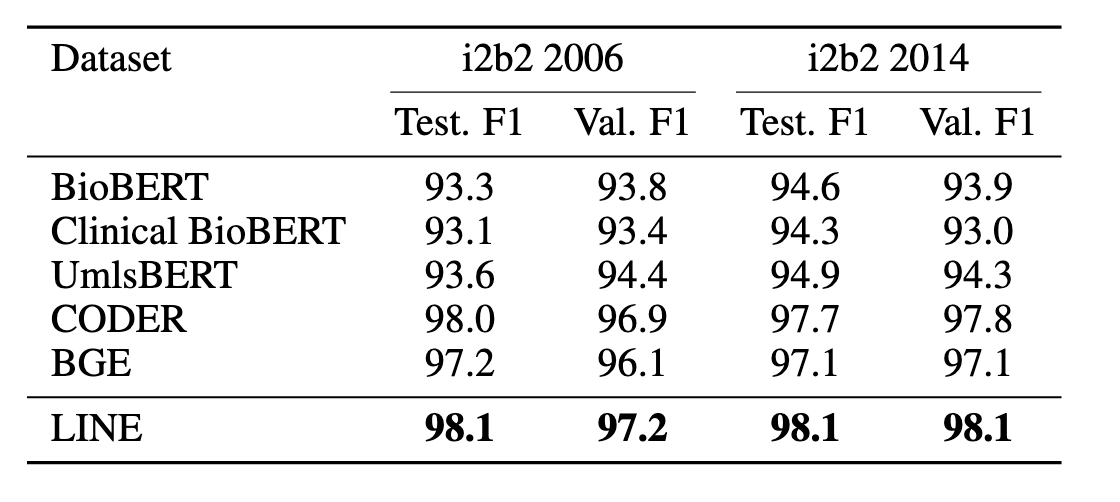 Dataset i2b2 2006 i2b2 2014
Test. F1 Val. F1 Test. F1 Val. F1
BioBERT 93.3 93.8 94.6 93.9
Clinical BioBERT 93.1 93.4 94.3 93.0
UmlsBERT 93.6 94.4 94.9 94.3
CODER 98.0 96.9 97.7 97.8
BGE 97.2 96.1 97.1 97.1
LINE 98.1 97.2 98.1 98.1